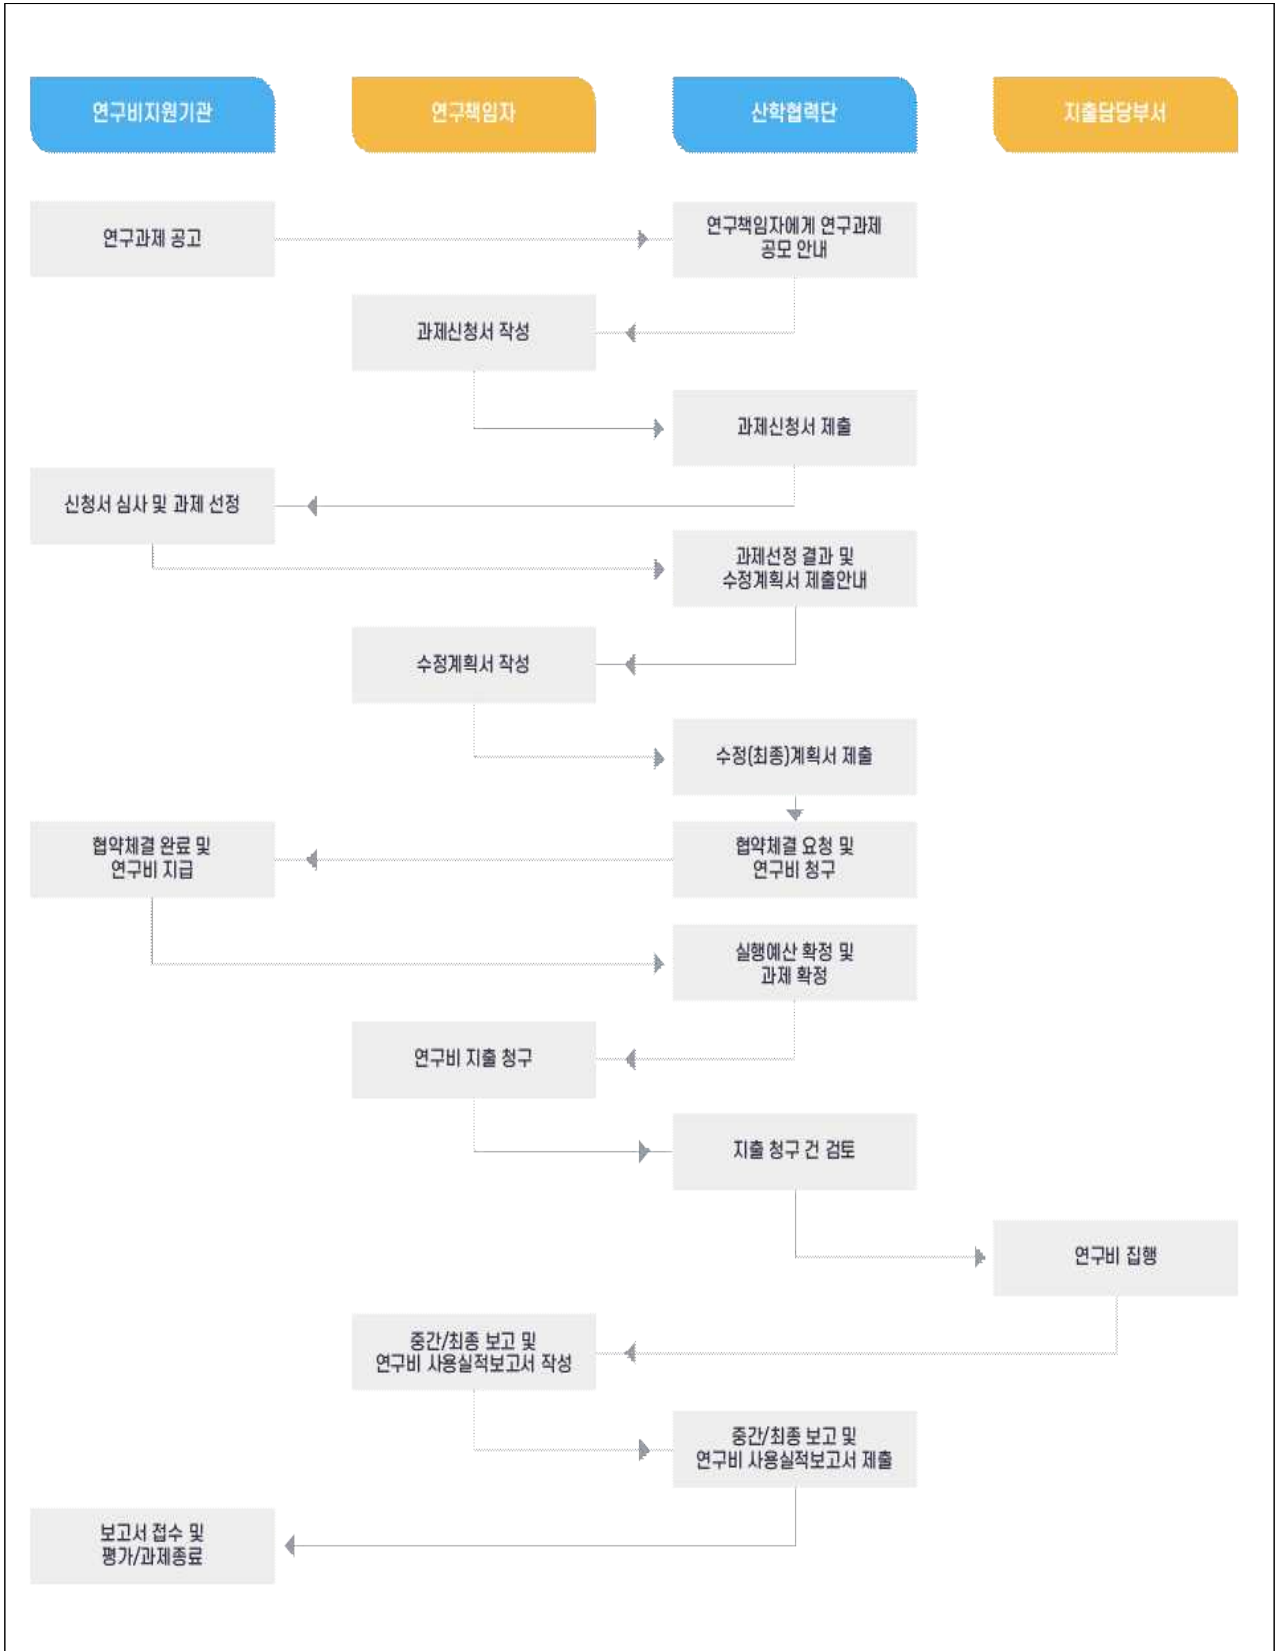 연구비지원기관
연구책임자
산학협력단
지출담당부서
연구과제 공고
연구책임자에게 연구과제
공모 안내
과제신청서 작성
과제신청서 제출
신청서 심사 및 과제 선정
과제선정 결과 및
수정계획서 제출안내
수정계획서 작성
수정(최종)계획서 제출
협약체결 완료 및
연구비 지급
협약체결 요청 및
연구비 청구
실행예산 확정 및
과제 확정
연구비 지출 청구
지출 청구 건 검토
연구비 집행
중간/최종 보고 및
연구비 사용실적보고서 작성
중간/최종 보고 및
연구비 사용실적보고서 제출
보고서 접수 및
평가/과제종료